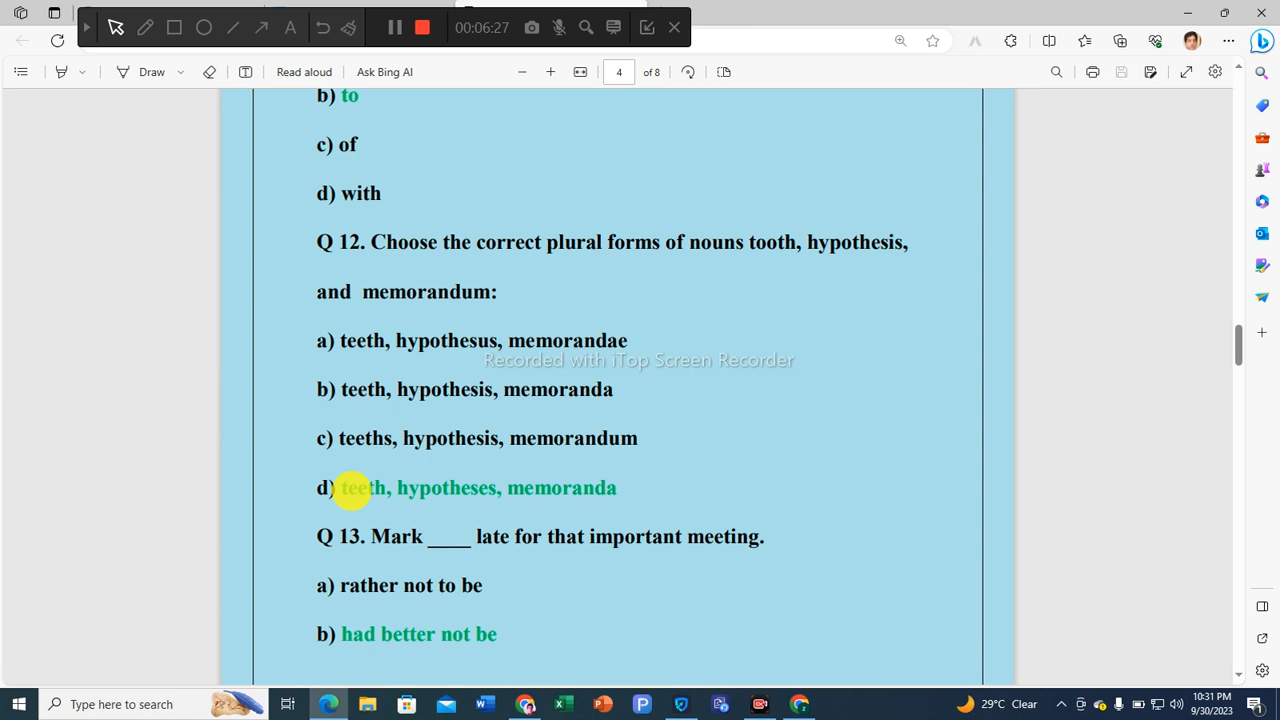 00:06:27
Draw
Read aloud
Ask Bing AI
4 of 8
b) to
c) of
d) with
Q 12. Choose the correct plural forms of nouns tooth, hypothesis,
and memorandum:
a) teeth, hypothesus, memorandae
Recorded with iTop Screen Recorder
b) teeth, hypothesis, memoranda
c) teeths, hypothesis, memorandum
d) teeth, hypotheses, memoranda
Q 13. Mark ____ late for that important meeting.
a) rather not to be
b) had better not be
Type here to search
29°C Clear
10:31 PM
9/30/2023